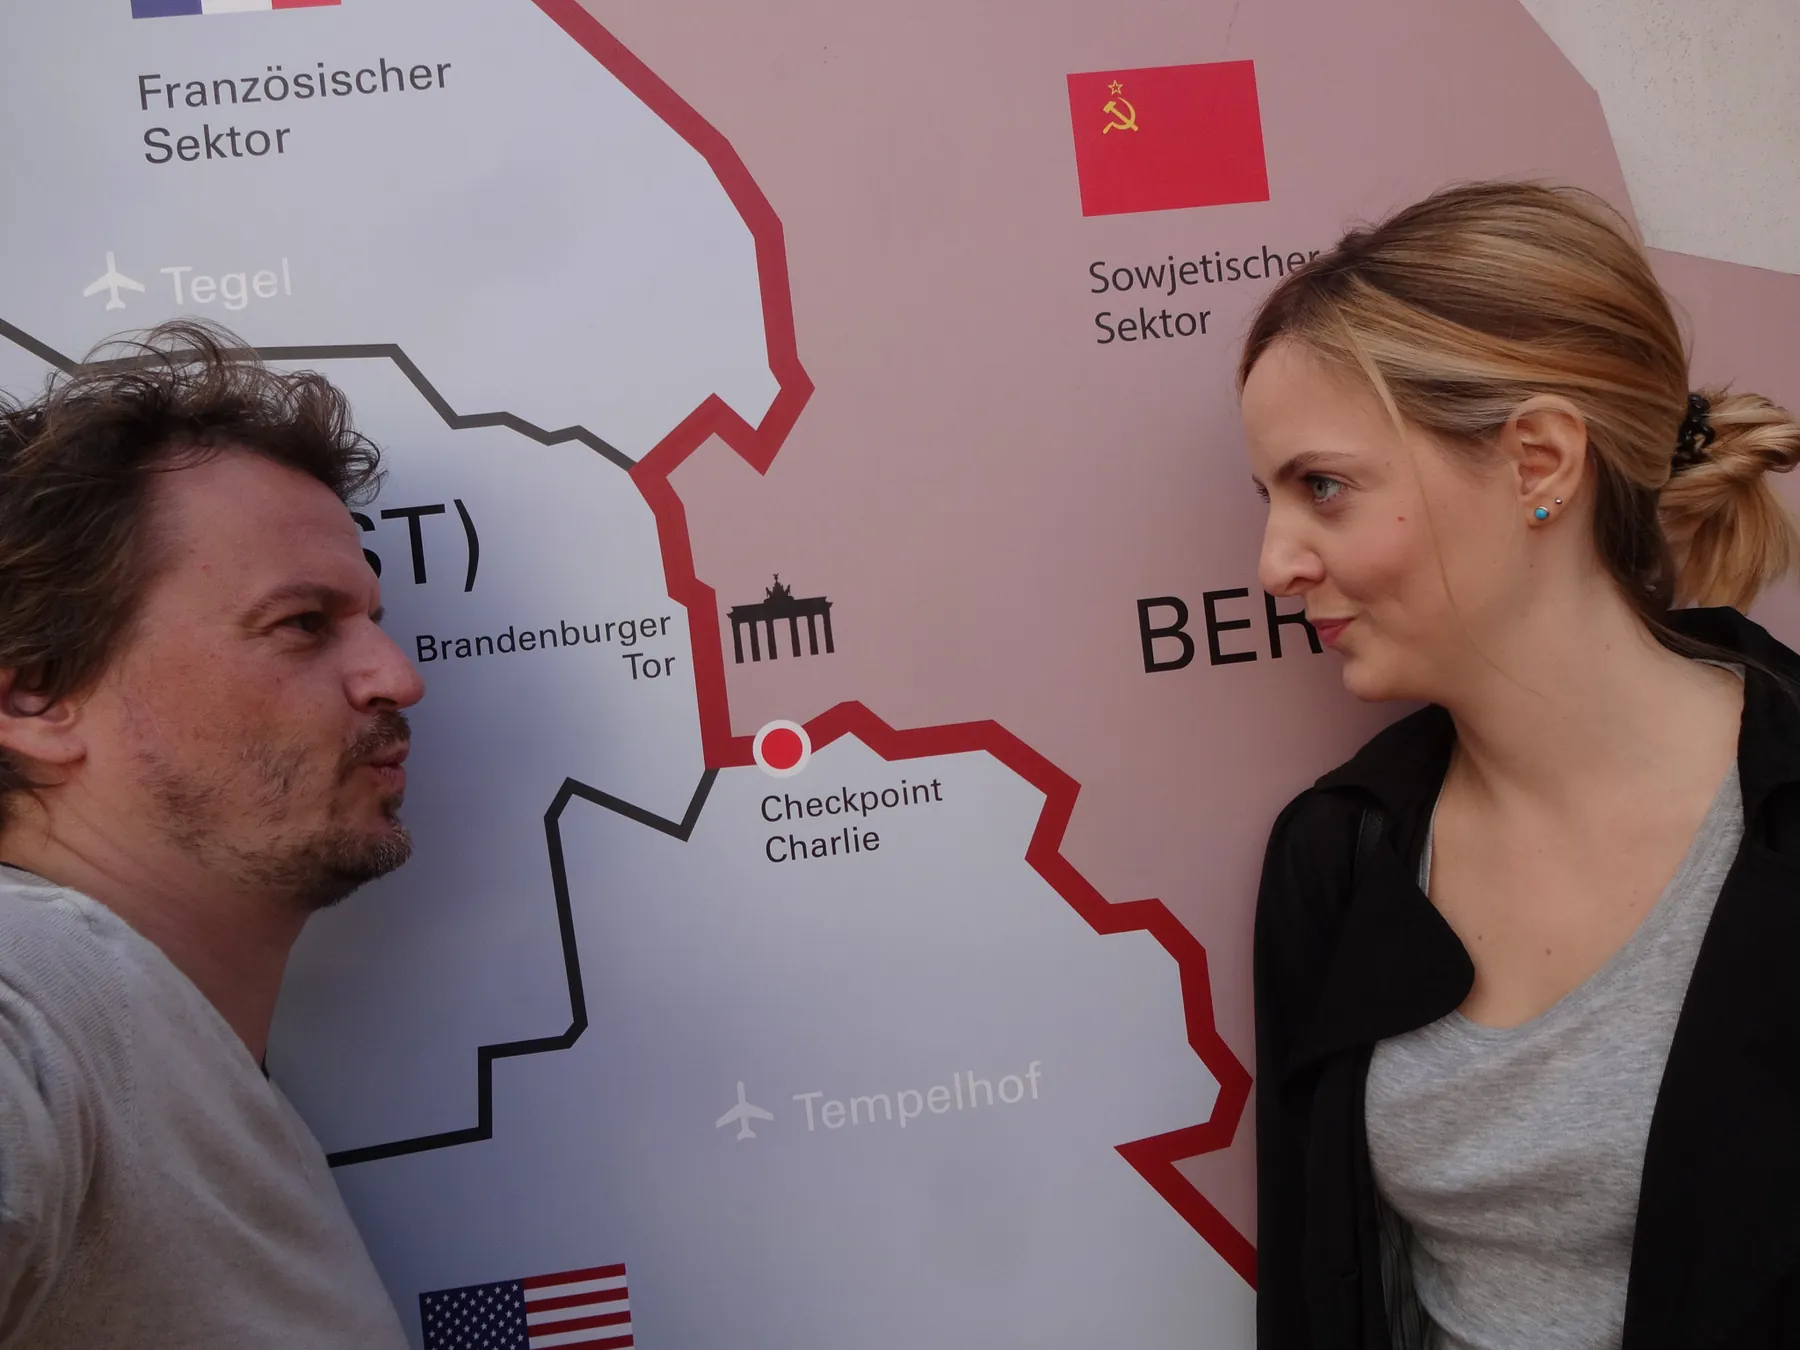 Französischer
Sektor
Tegel
Sowjetischer
Sektor
ST)
Brandenburger
Tor
BER
Checkpoint
Charlie
Tempelhof